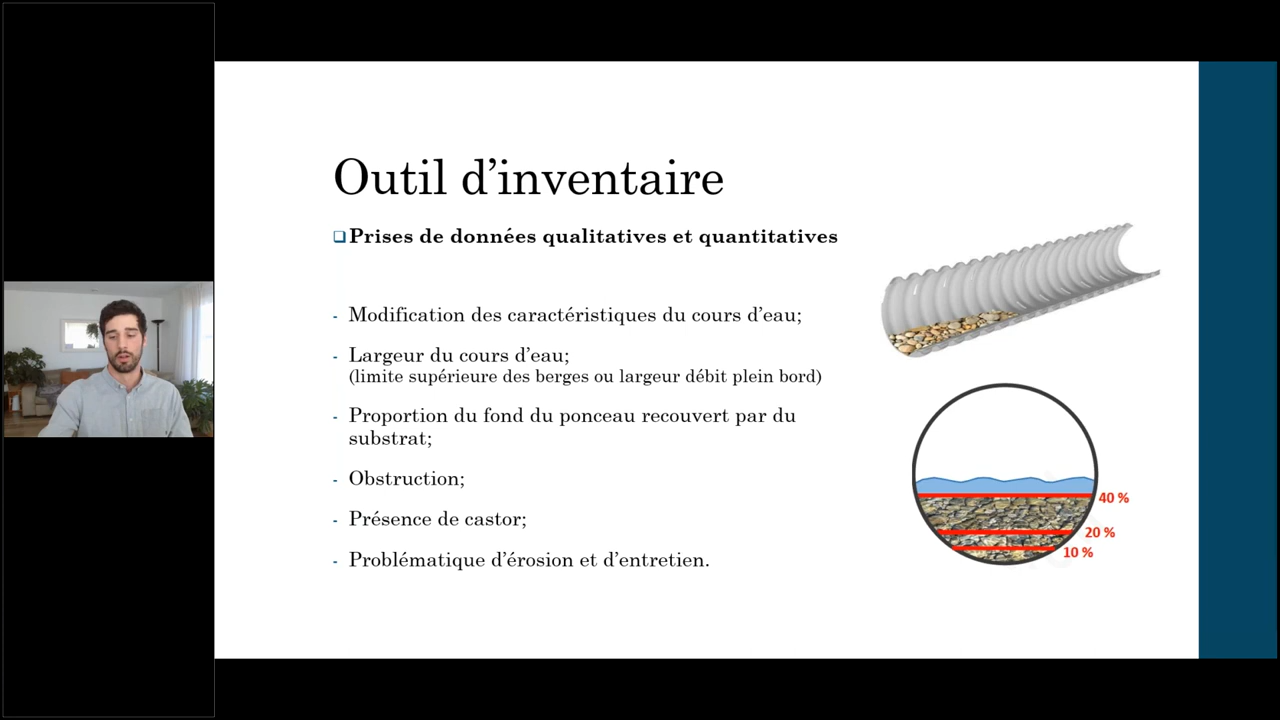 Outil d’inventaire
Prises de données qualitatives et quantitatives
- Modification des caractéristiques du cours d’eau;
- Largeur du cours d’eau;
(limite supérieure des berges ou largeur débit plein bord)
- Proportion du fond du ponceau recouvert par du
substrat;
- Obstruction;
- Présence de castor;
- Problématique d’érosion et d’entretien.
40 %
20 %
10 %